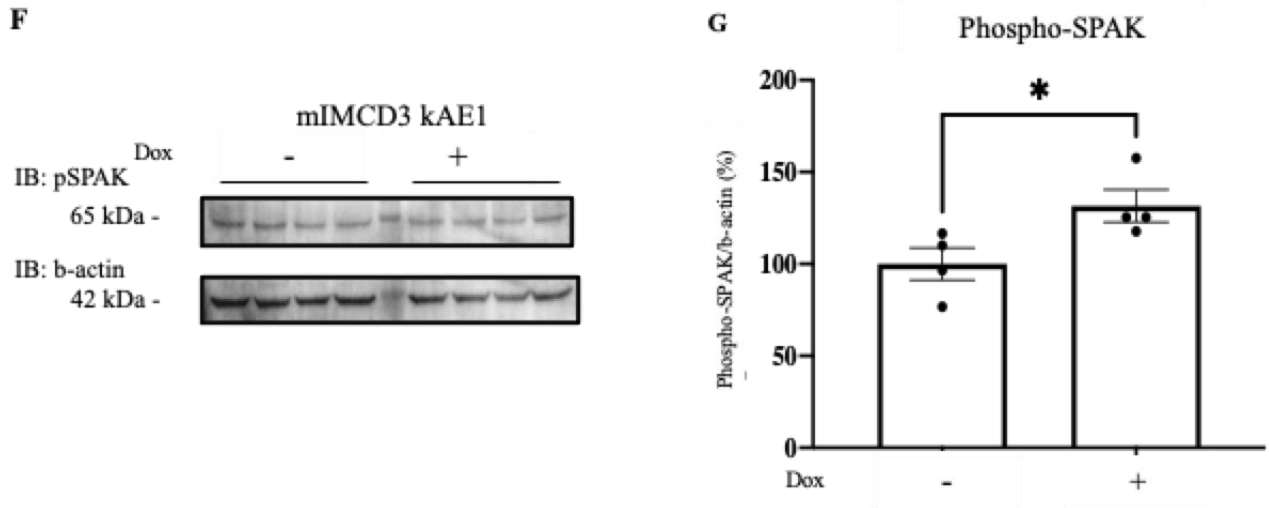 F
mIMCD3 kAE1
Dox - +
IB: pSPAK
65 kDa -
IB: b-actin
42 kDa -
G
Phospho-SPAK
*
200
150
100
50
0
Phospho-SPAK/b-actin (%)
Dox - +